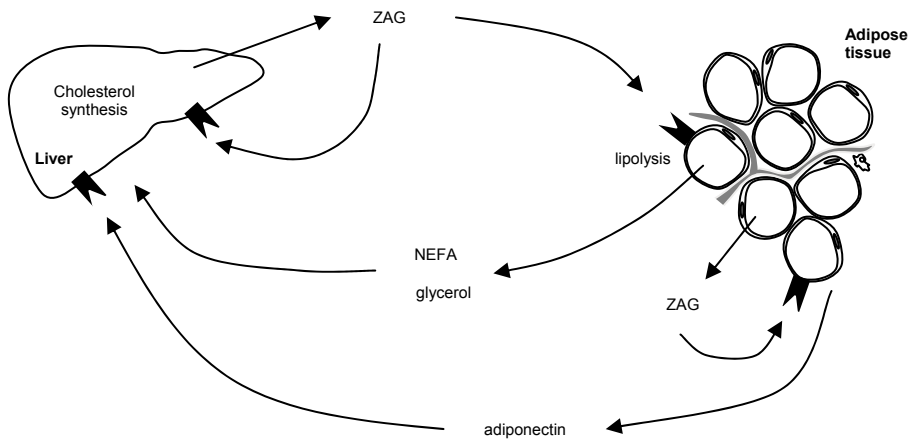 ZAG
Adipose
tissue
Cholesterol
synthesis
Liver
lipolysis
NEFA
glycerol
ZAG
adiponectin